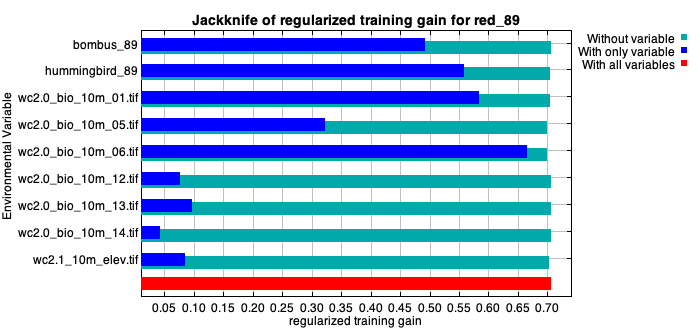 Jackknife of regularized training gain for red_89
Without variable
With only variable
With all variables
Environmental Variable
bombus_89
hummingbird_89
wc2.0_bio_10m_01.tif
wc2.0_bio_10m_05.tif
wc2.0_bio_10m_06.tif
wc2.0_bio_10m_12.tif
wc2.0_bio_10m_13.tif
wc2.0_bio_10m_14.tif
wc2.1_10m_elev.tif
0.05 0.10 0.15 0.20 0.25 0.30 0.35 0.40 0.45 0.50 0.55 0.60 0.65 0.70
regularized training gain